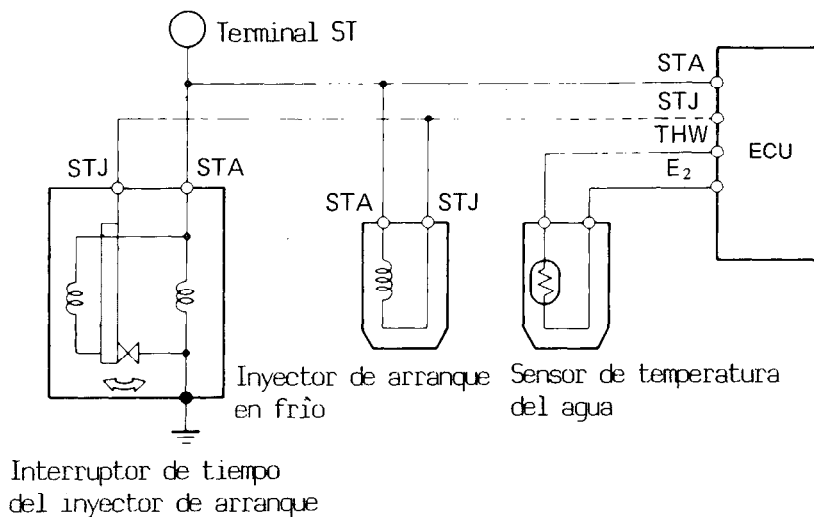 Terminal ST
STA
STJ
THW
E2
ECU
STJ
STA
STA
STJ
Inyector de arranque
en frîo
Sensor de temperatura
del agua
Interruptor de tiempo
del inyector de arranque